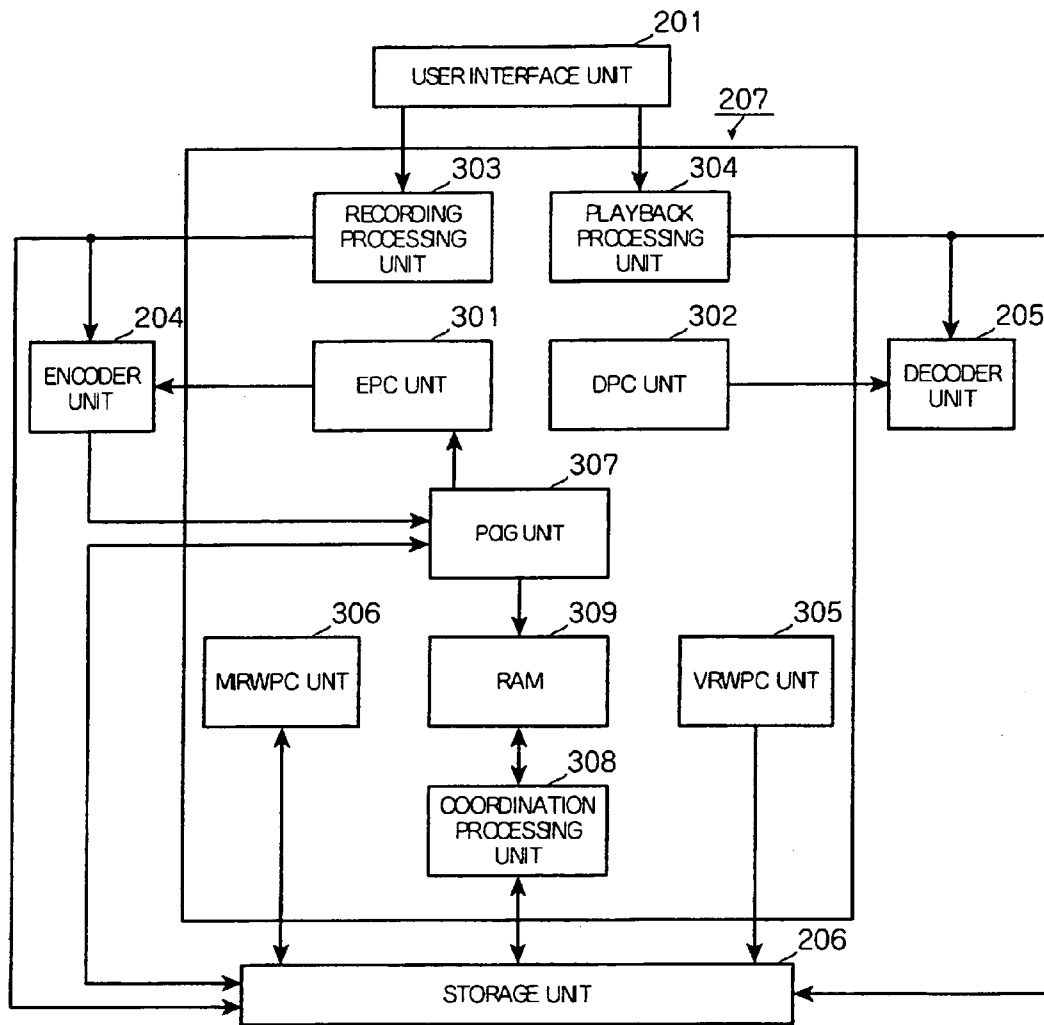 201
USER INTERFACE UNIT
207
303
304
RECORDING
PROCESSING
UNIT
PLAYBACK
PROCESSING
UNIT
204
301
302
205
ENCODER
UNIT
EPC UNIT
DPC UNIT
DECODER
UNIT
307
PCIG UNIT
306
309
305
MIRWPC UNIT
RAM
VRWPC UNIT
308
COORDINATION
PROCESSING
UNIT
206
STORAGE UNIT